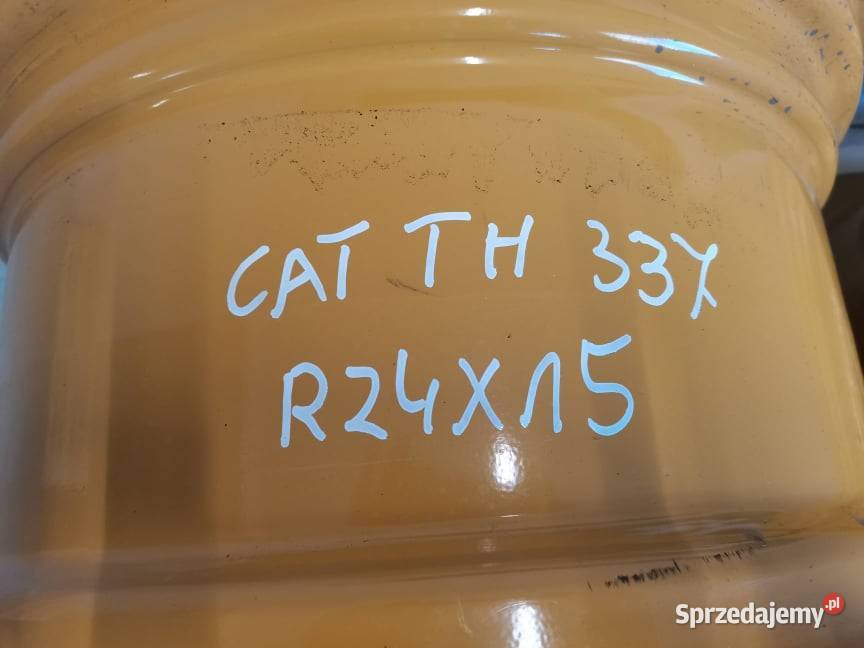 CAT TH 337
R24X15
Sprzedajemy.pl